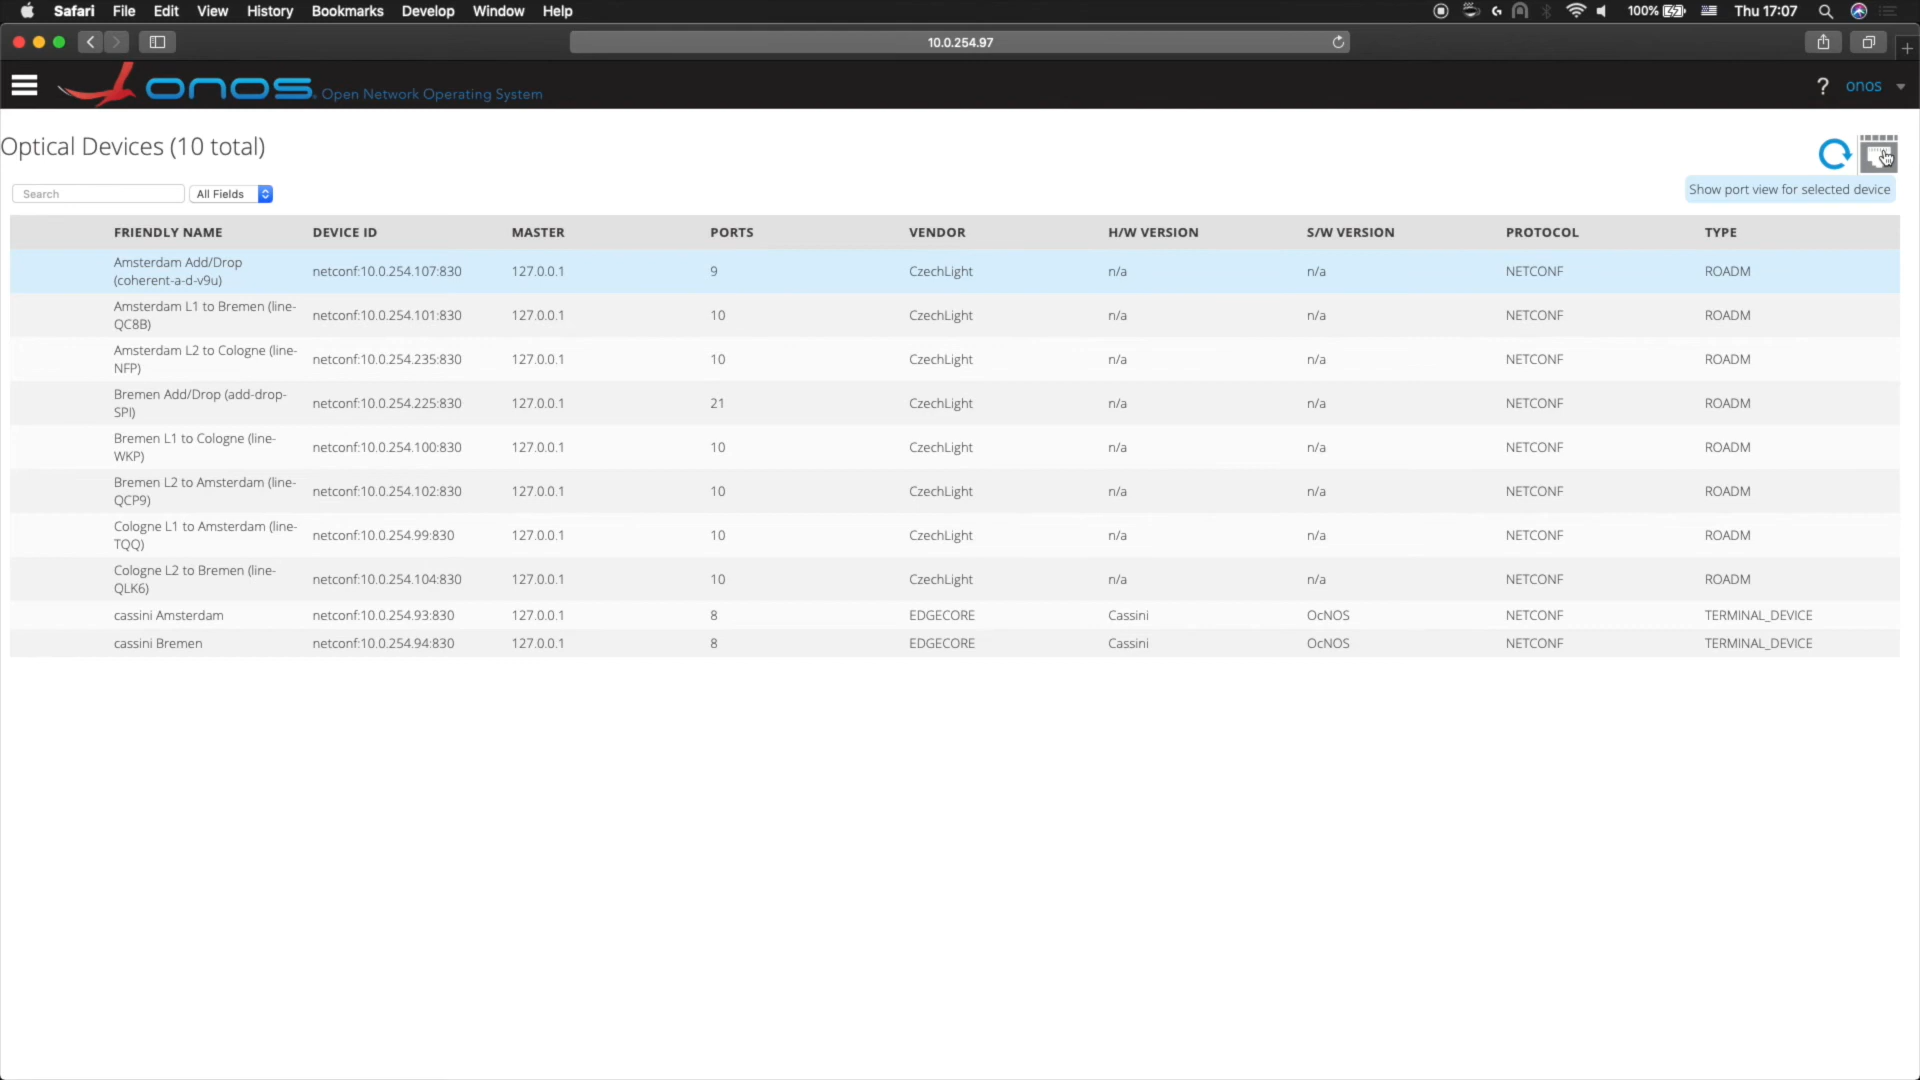 Safari File Edit View History Bookmarks Develop Window Help 100% Thu 17:07
10.0.254.97
onos Open Network Operating System ? onos
Optical Devices (10 total)
Search All Fields
Show port view for selected device
FRIENDLY NAME DEVICE ID MASTER PORTS VENDOR H/W VERSION S/W VERSION PROTOCOL TYPE
Amsterdam Add/Drop
(coherent-a-d-v9u) netconf:10.0.254.107:830 127.0.0.1 9 CzechLight n/a n/a NETCONF ROADM
Amsterdam L1 to Bremen (line-
QC8B) netconf:10.0.254.101:830 127.0.0.1 10 CzechLight n/a n/a NETCONF ROADM
Amsterdam L2 to Cologne (line-
NFP) netconf:10.0.254.235:830 127.0.0.1 10 CzechLight n/a n/a NETCONF ROADM
Bremen Add/Drop (add-drop-
SPI) netconf:10.0.254.225:830 127.0.0.1 21 CzechLight n/a n/a NETCONF ROADM
Bremen L1 to Cologne (line-
WKP) netconf:10.0.254.100:830 127.0.0.1 10 CzechLight n/a n/a NETCONF ROADM
Bremen L2 to Amsterdam (line-
QCP9) netconf:10.0.254.102:830 127.0.0.1 10 CzechLight n/a n/a NETCONF ROADM
Cologne L1 to Amsterdam (line-
TQQ) netconf:10.0.254.99:830 127.0.0.1 10 CzechLight n/a n/a NETCONF ROADM
Cologne L2 to Bremen (line-
QLK6) netconf:10.0.254.104:830 127.0.0.1 10 CzechLight n/a n/a NETCONF ROADM
cassini Amsterdam netconf:10.0.254.93:830 127.0.0.1 8 EDGECORE Cassini OcNOS NETCONF TERMINAL_DEVICE
cassini Bremen netconf:10.0.254.94:830 127.0.0.1 8 EDGECORE Cassini OcNOS NETCONF TERMINAL_DEVICE